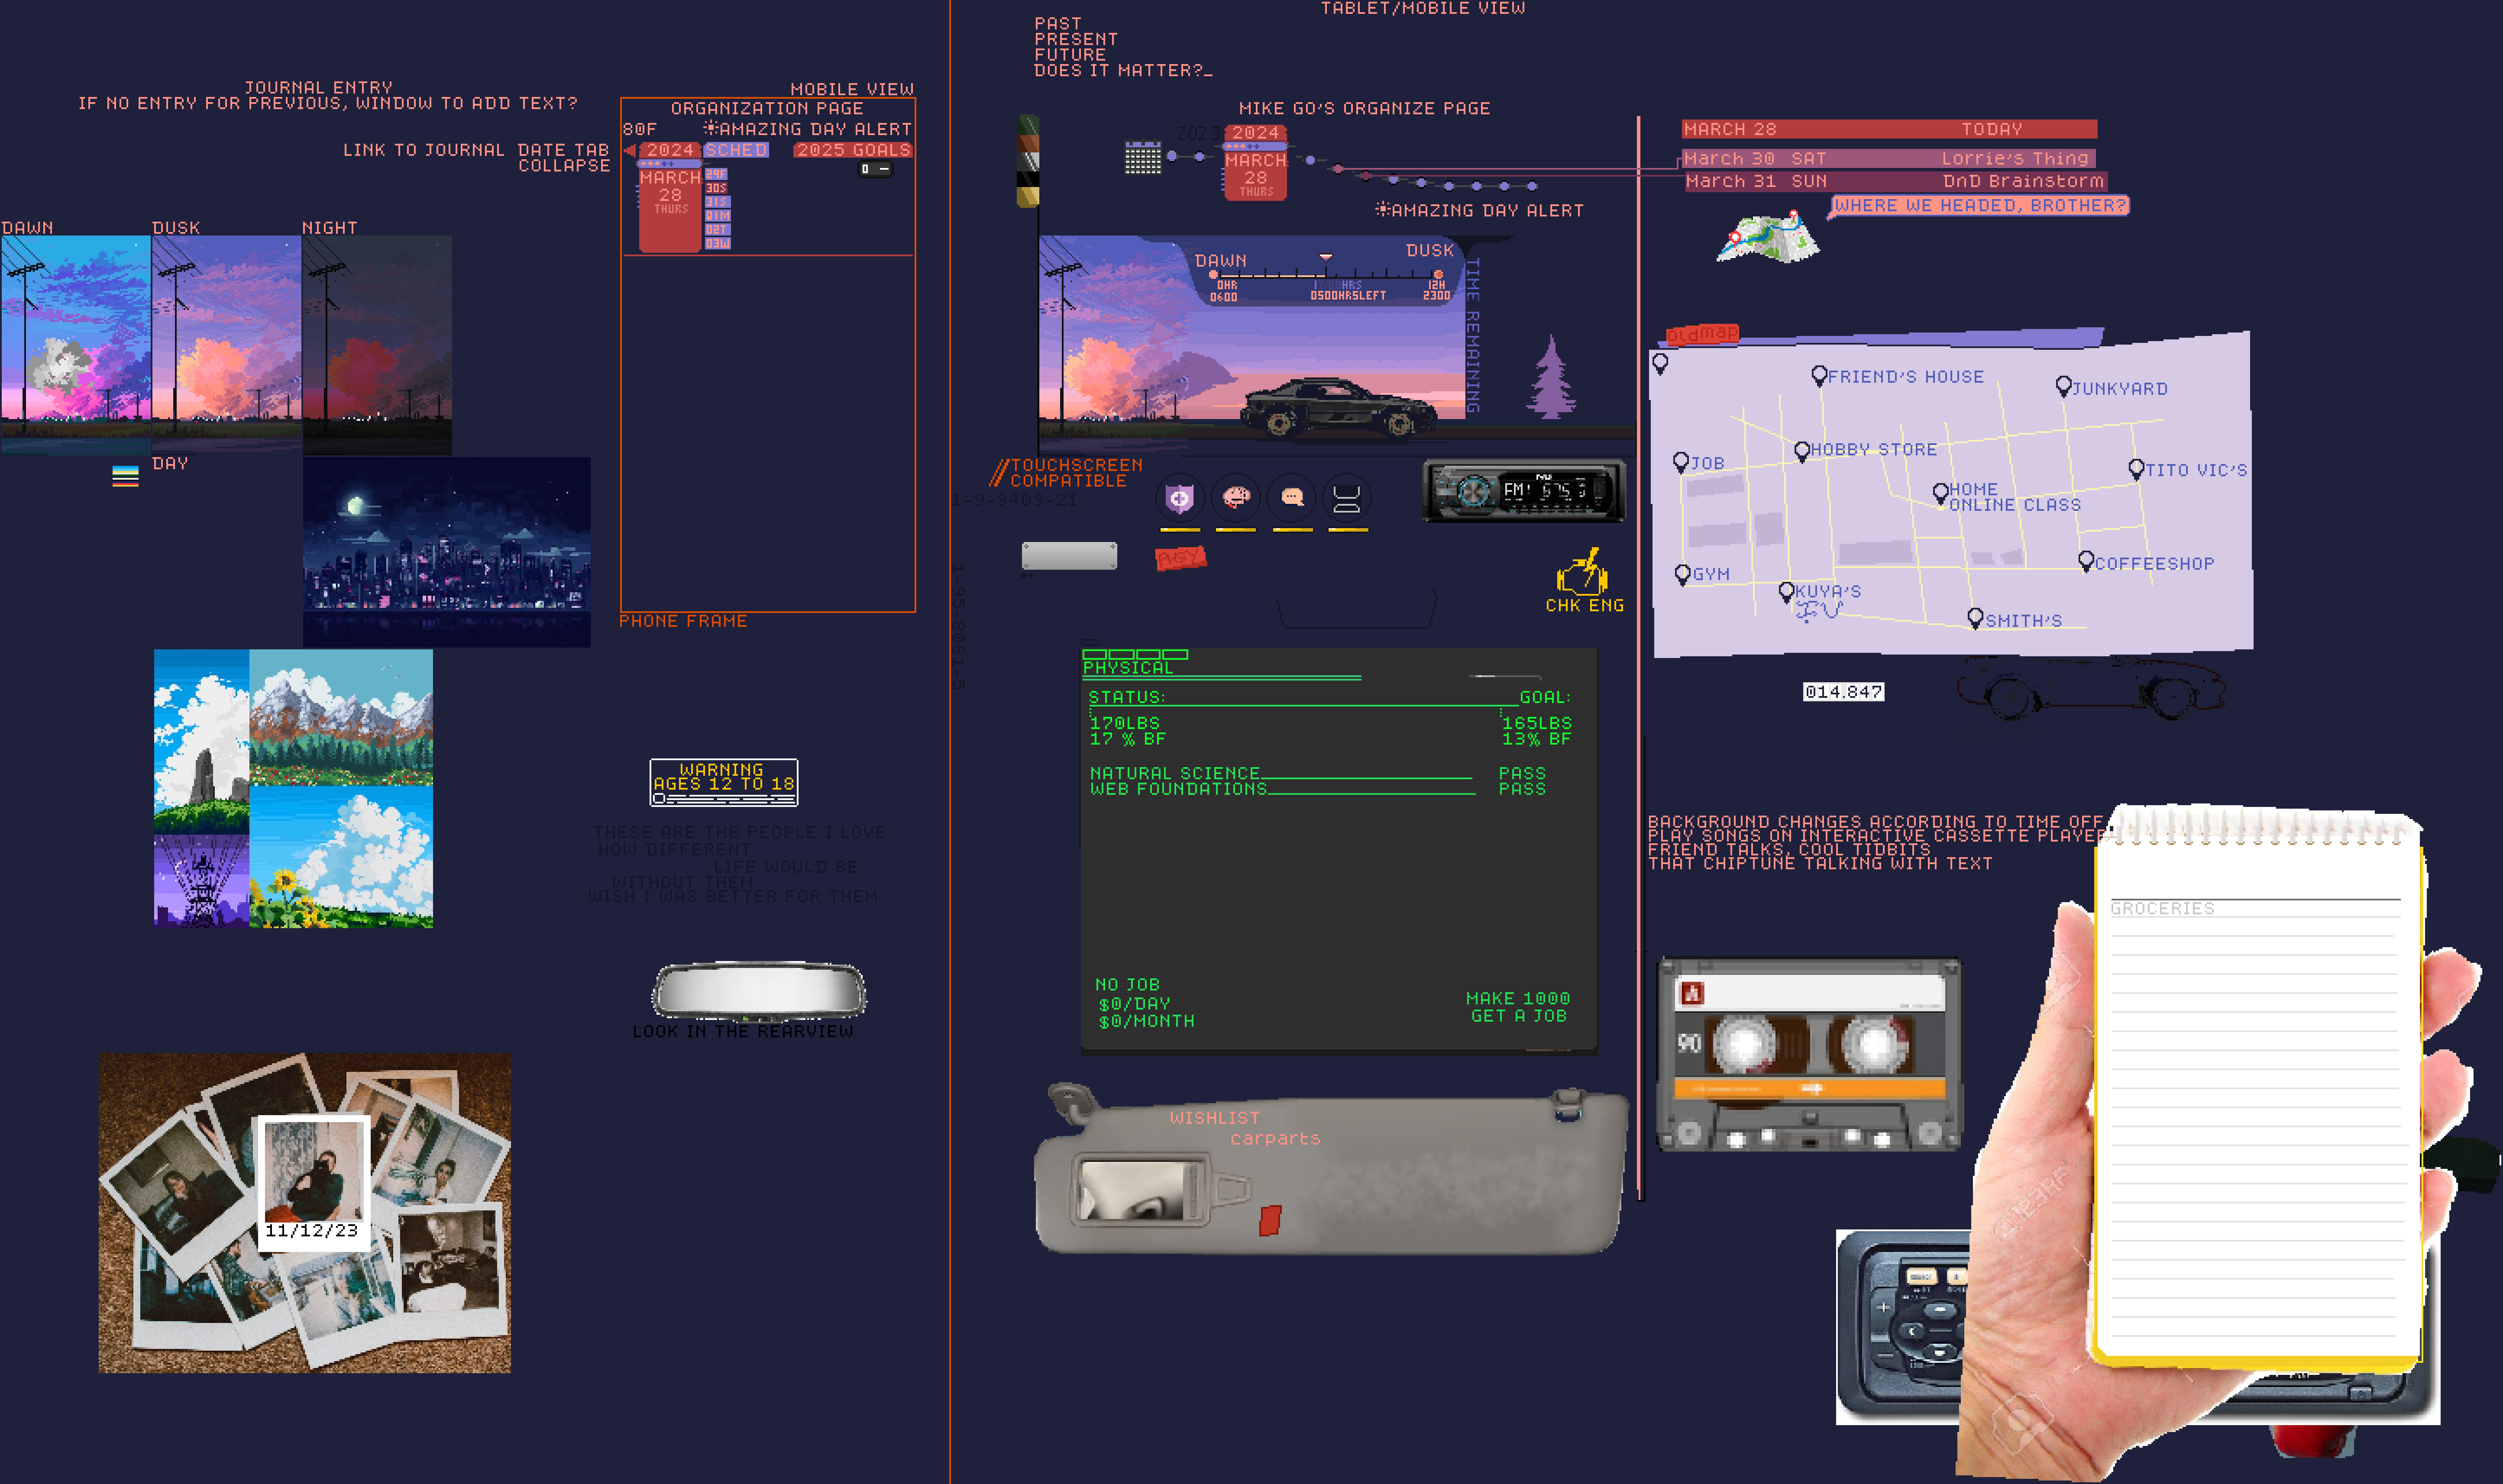 TABLET/MOBILE VIEW
PAST
PRESENT
FUTURE
DOES IT MATTER?_
JOURNAL ENTRY
IF NO ENTRY FOR PREVIOUS, WINDOW TO ADD TEXT?
MOBILE VIEW
ORGANIZATION PAGE
80F
AMAZING DAY ALERT
LINK TO JOURNAL DATE TAB
COLLAPSE
2024
SCHED
2025 GOALS
MARCH
28
THURS
29F
30S
31S
01M
02T
03W
DAWN
DUSK
NIGHT
DAY
PHONE FRAME
WARNING
AGES 12 TO 18
THESE ARE THE PEOPLE I LOVE
HOW DIFFERENT
LIFE WOULD BE
WITHOUT THEM
WISH I WAS BETTER FOR THEM.
LOOK IN THE REARVIEW
11/12/23
MIKE GO'S ORGANIZE PAGE
2023
2024
MARCH
28
THURS
AMAZING DAY ALERT
MARCH 28 TODAY
March 30 SAT Lorrie's Thing
March 31 SUN DnD Brainstorm
WHERE WE HEADED, BROTHER?
DAWN
DUSK
0HR
0600
HRS
0500HRSLEFT
12H
2300
TIME REMAINING
//TOUCHSCREEN
COMPATIBLE
1-9-9409-21
1-95-8061-5
FM1 87.5
CHK ENG
PHYSICAL
STATUS: GOAL:
170LBS 165LBS
17 % BF 13% BF
NATURAL SCIENCE PASS
WEB FOUNDATIONS PASS
NO JOB
$0/DAY
$0/MONTH
MAKE 1000
GET A JOB
WISHLIST
carparts
oldmap
FRIEND'S HOUSE
JUNKYARD
HOBBY STORE
JOB
TITO VIC'S
HOME
ONLINE CLASS
COFFEESHOP
GYM
KUYA'S
SMITH'S
014.847
BACKGROUND CHANGES ACCORDING TO TIME OFF
PLAY SONGS ON INTERACTIVE CASSETTE PLAYER
FRIEND TALKS, COOL TIDBITS
THAT CHIPTUNE TALKING WITH TEXT
GROCERIES
A
90
123RF